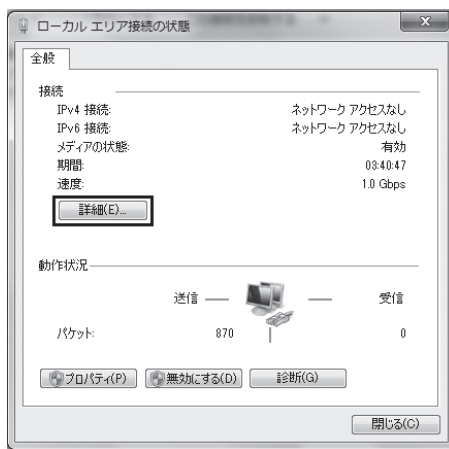 ローカル エリア接続の状態
全般
接続
IPv4 接続: ネットワーク アクセスなし
IPv6 接続: ネットワーク アクセスなし
メディアの状態: 有効
期間: 03:40:47
速度: 1.0 Gbps
詳細(E)...
動作状況
送信 受信
パケット: 870 0
プロパティ(P) 無効にする(D) 診断(G)
閉じる(C)